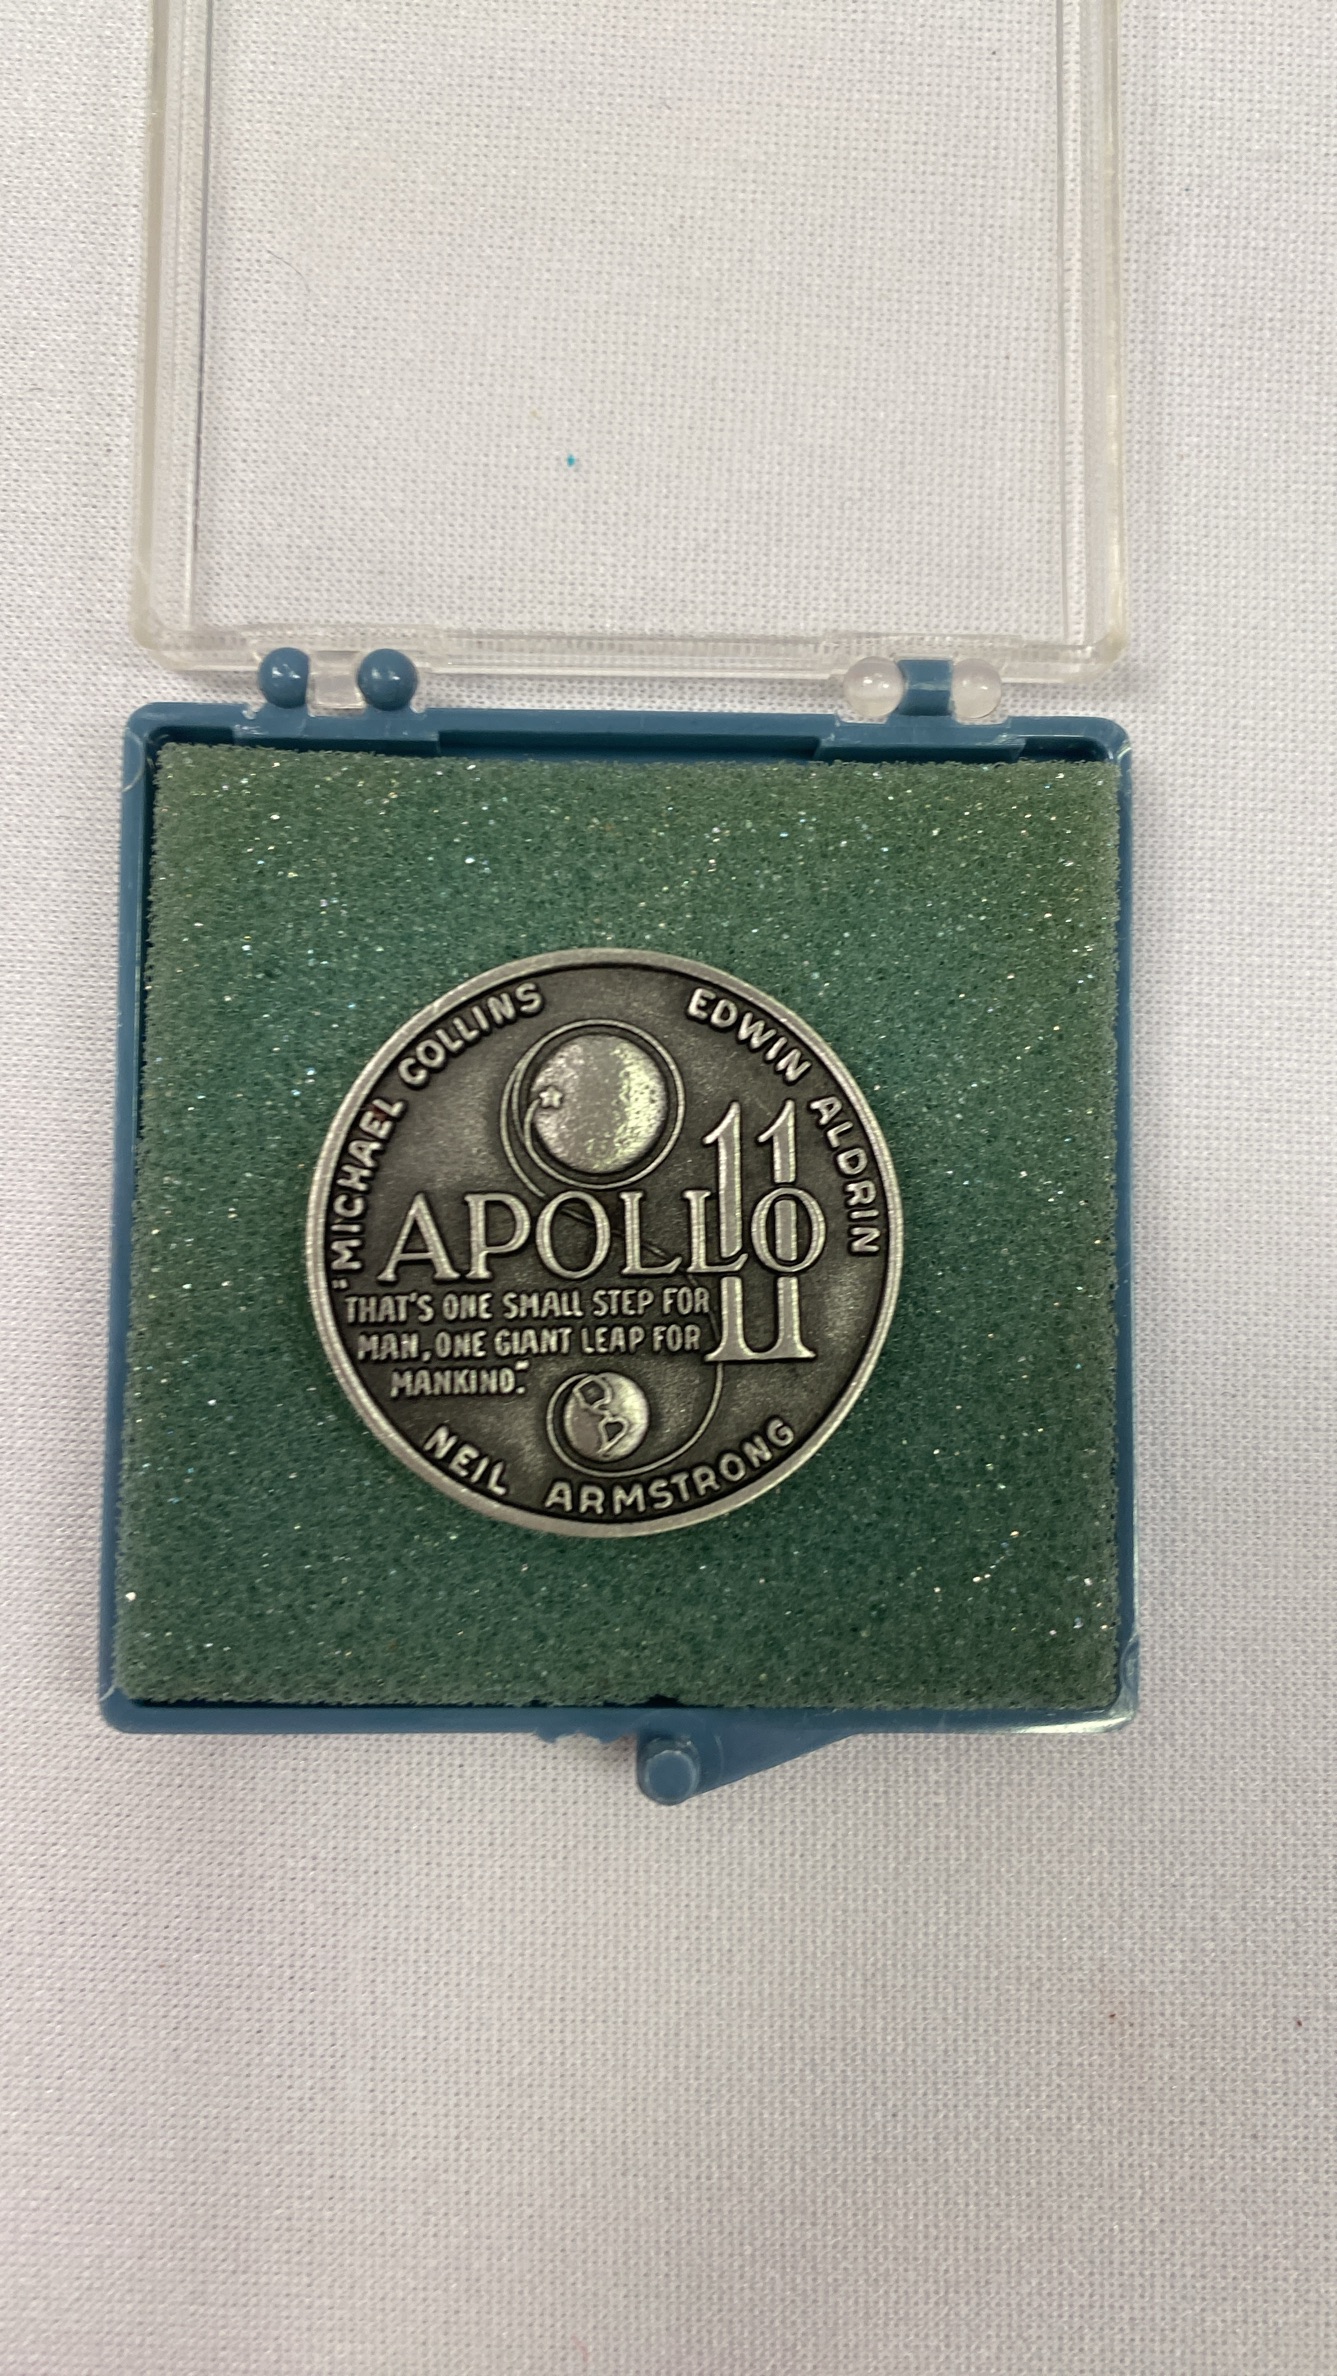 MICHAEL COLLINS
EDWIN ALDRIN
11
APOLLO
"THAT'S ONE SMALL STEP FOR
MAN, ONE GIANT LEAP FOR
MANKIND."
NEIL ARMSTRONG